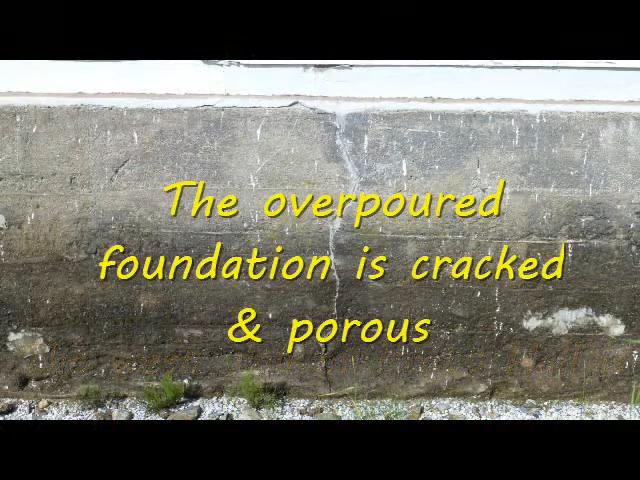 The overpoured
foundation is cracked
& porous